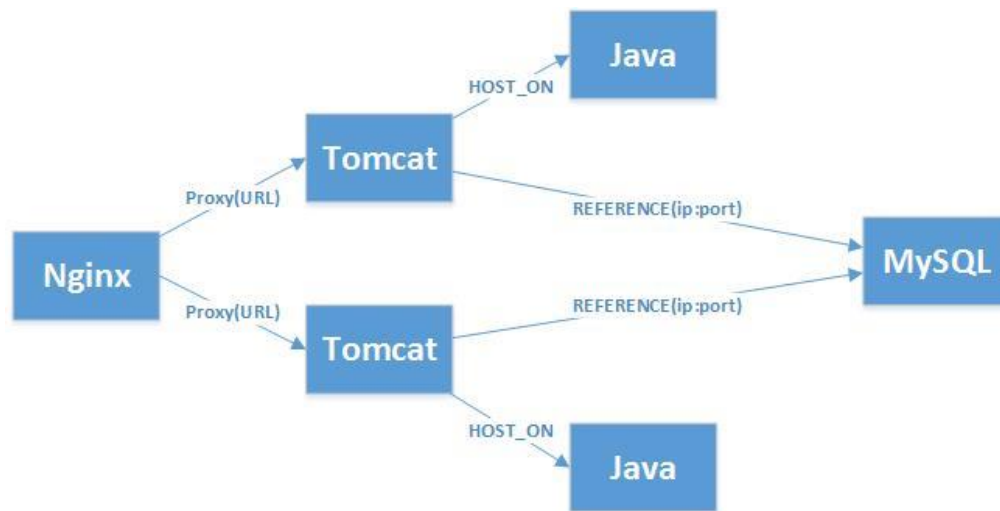 Java
HOST_ON
Tomcat
Proxy(URL)
REFERENCE(ip:port)
Nginx
MySQL
Proxy(URL)
REFERENCE(ip:port)
Tomcat
HOST_ON
Java